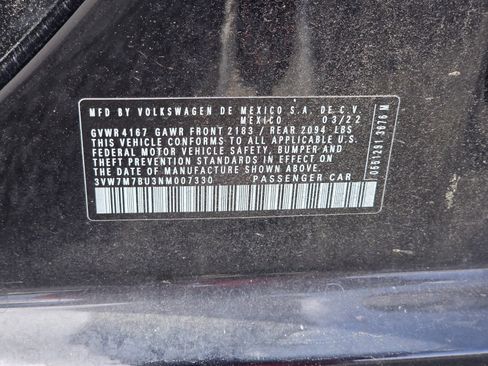 MFD BY VOLKSWAGEN DE MEXICO S.A. DE C.V.
MEXICO 03/22
GVWR 4167 GAWR FRONT 2183 / REAR 2094 LBS
THIS VEHICLE CONFORMS TO ALL APPLICABLE U.S.
FEDERAL MOTOR VEHICLE SAFETY, BUMPER AND
THEFT PREVENTION STANDARDS IN EFFECT ON
THE DATE OF MANUFACTURE SHOWN ABOVE.
3VW7M7BU3NM007330 PASSENGER CAR